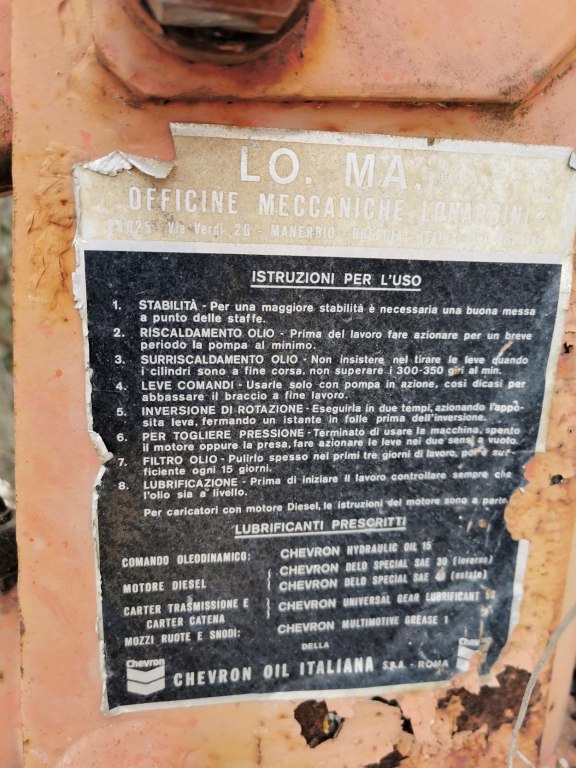 LO. MA.
OFFICINE MECCANICHE LONARDINI
25025 Via Verdi, 20 - MANERBIO - BRESCIA
ISTRUZIONI PER L'USO
1. STABILITÀ - Per una maggiore stabilità è necessaria una buona messa
a punto delle staffe.
2. RISCALDAMENTO OLIO - Prima del lavoro fare azionare per un breve
periodo la pompa al minimo.
3. SURRISCALDAMENTO OLIO - Non insistere nel tirare le leve quando
i cilindri sono a fine corsa, non superare i 300-350 giri al min.
4. LEVE COMANDI - Usarle solo con pompa in azione, così dicasi per
abbassare il braccio a fine lavoro.
5. INVERSIONE DI ROTAZIONE - Eseguirla in due tempi, azionando l'appo-
sita leva, fermando un istante in folle prima dell'inversione.
6. PER TOGLIERE PRESSIONE - Terminato di usare la macchina, spento
il motore oppure la presa, fare azionare le leve nei due sensi a vuoto.
7. FILTRO OLIO - Pulirlo spesso nei primi tre giorni di lavoro, poi è suf-
ficiente ogni 15 giorni.
8. LUBRIFICAZIONE - Prima di iniziare il lavoro controllare sempre che
l'olio sia a livello.
Per caricatori con motore Diesel, le istruzioni del motore sono a parte.
LUBRIFICANTI PRESCRITTI
COMANDO OLEODINAMICO: CHEVRON HYDRAULIC OIL 15
MOTORE DIESEL CHEVRON DELO SPECIAL SAE 30 (inverno)
CHEVRON DELO SPECIAL SAE (estate)
CARTER TRASMISSIONE E
CARTER CATENA CHEVRON UNIVERSAL GEAR LUBRIFICANT
MOZZI RUOTE E SNODI: CHEVRON MULTIMOTIVE GREASE 1
DELLA
Chevron CHEVRON OIL ITALIANA S.P.A. - ROMA Chevron